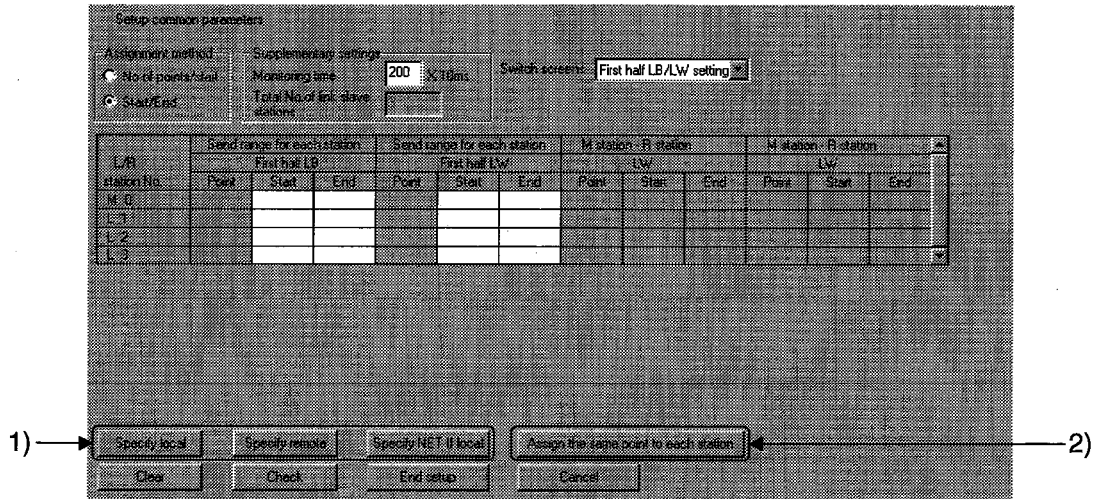 Setup common parameters
Assignment method
No. of points/start
Start/End
Supplementary settings
Monitoring time 200 X 10ms
Total No. of link slave
stations
Switch screens First half LB/LW setting
Send range for each station Send range for each station M station - R station M station - R station
L/R First half LB First half LW LW LW
station No. Point Start End Point Start End Point Start End Point Start End
M 0
L 1
L 2
L 3
1) Specify local Specify remote Specify NET II local Assign the same point to each station 2)
Clear Check End setup Cancel